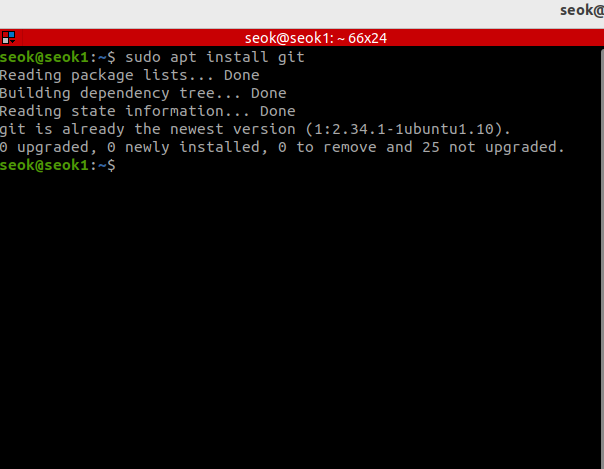 seok@
seok@seok1: ~ 66x24
seok@seok1:~$ sudo apt install git
Reading package lists... Done
Building dependency tree... Done
Reading state information... Done
git is already the newest version (1:2.34.1-1ubuntu1.10).
0 upgraded, 0 newly installed, 0 to remove and 25 not upgraded.
seok@seok1:~$